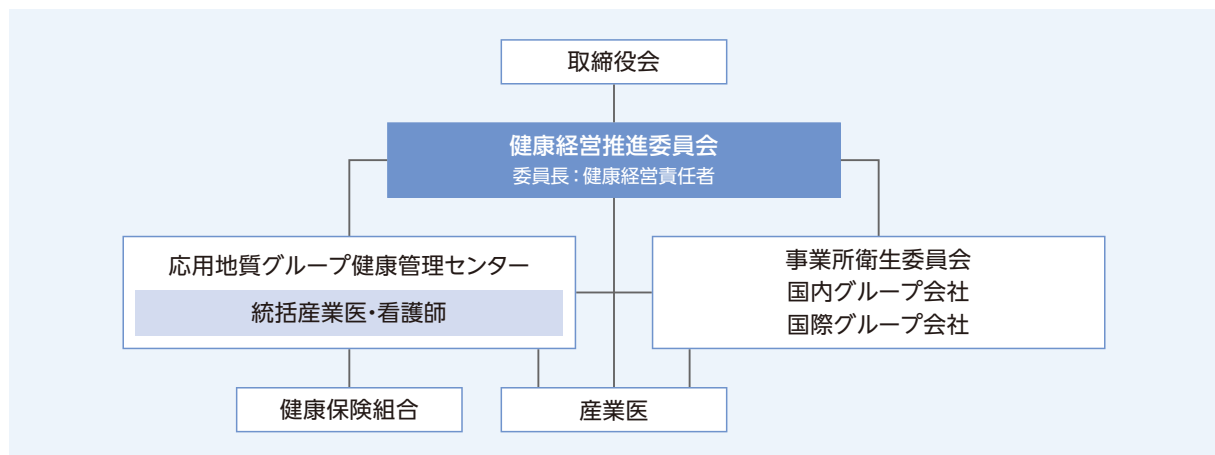 取締役会
健康経営推進委員会
委員長：健康経営責任者
応用地質グループ健康管理センター
統括産業医・看護師
事業所衛生委員会
国内グループ会社
国際グループ会社
健康保険組合
産業医